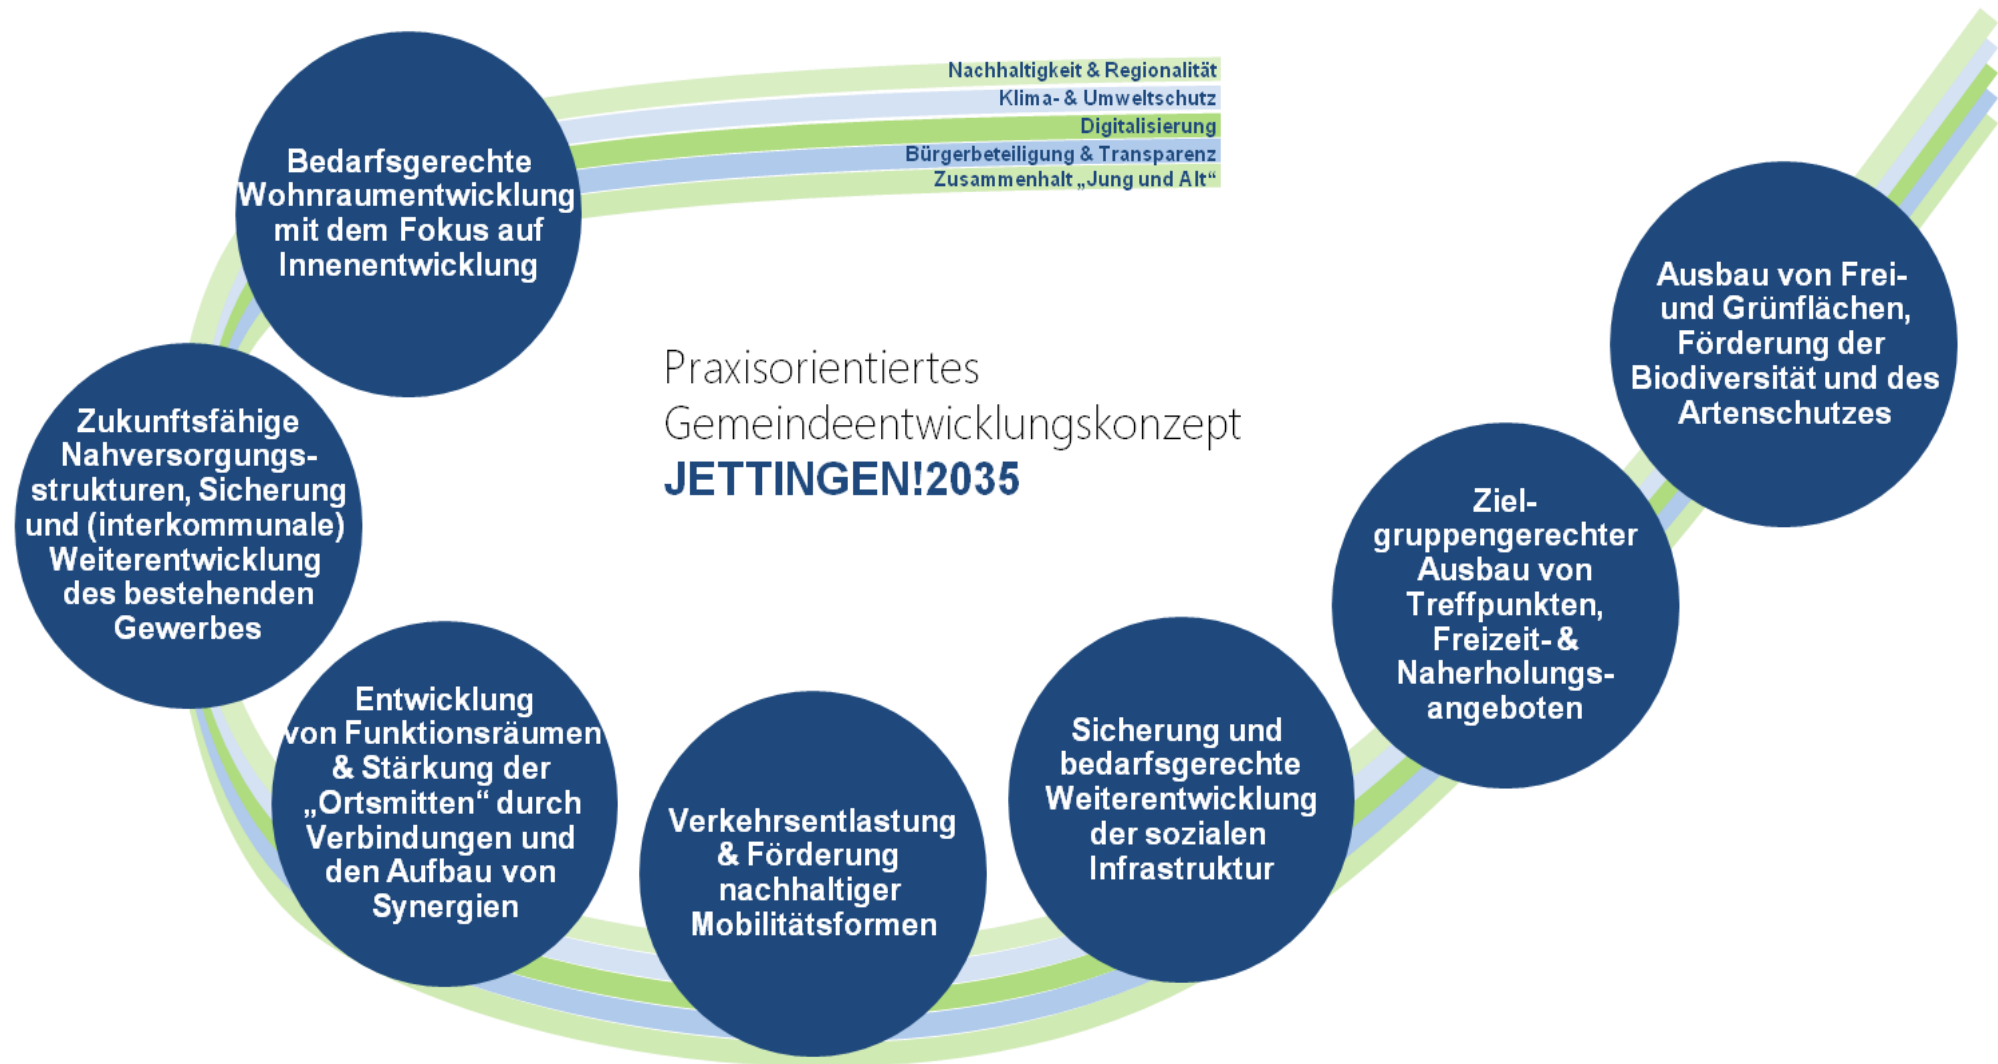 Nachhaltigkeit & Regionalität
Klima- & Umweltschutz
Digitalisierung
Bürgerbeteiligung & Transparenz
Zusammenhalt „Jung und Alt“
Bedarfsgerechte
Wohnraumentwicklung
mit dem Fokus auf
Innenentwicklung
Zukunftsfähige
Nahversorgungs-
strukturen, Sicherung
und (interkommunale)
Weiterentwicklung
des bestehenden
Gewerbes
Entwicklung
von Funktionsräumen
& Stärkung der
„Ortsmitten“ durch
Verbindungen und
den Aufbau von
Synergien
Verkehrsentlastung
& Förderung
nachhaltiger
Mobilitätsformen
Sicherung und
bedarfsgerechte
Weiterentwicklung
der sozialen
Infrastruktur
Ziel-
gruppengerechter
Ausbau von
Treffpunkten,
Freizeit- &
Naherholungs-
angeboten
Ausbau von Frei-
und Grünflächen,
Förderung der
Biodiversität und des
Artenschutzes
Praxisorientiertes
Gemeindeentwicklungskonzept
JETTINGEN!2035